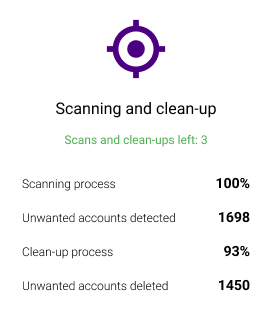 Scanning and clean-up
Scans and clean-ups left: 3
Scanning process 100%
Unwanted accounts detected 1698
Clean-up process 93%
Unwanted accounts deleted 1450